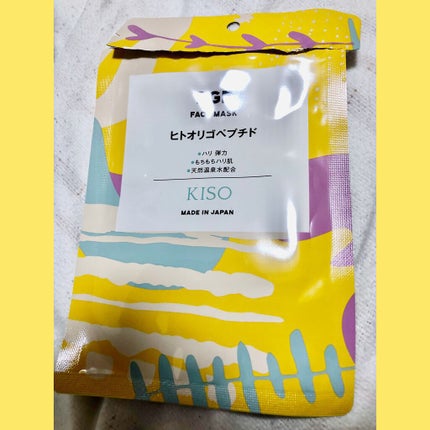 FACE MASK
ヒトオリゴペプチド
ハリ 弾力
もちもちハリ肌
天然温泉水配合
KISO
MADE IN JAPAN